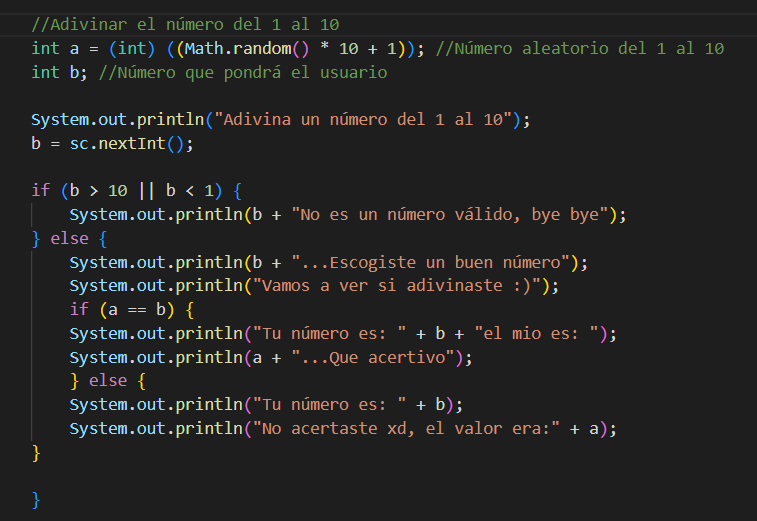 //Adivinar el número del 1 al 10
int a = (int) ((Math.random() * 10 + 1)); //Número aleatorio del 1 al 10
int b; //Número que pondrá el usuario
System.out.println("Adivina un número del 1 al 10");
b = sc.nextInt();
if (b > 10 || b < 1) {
System.out.println(b + "No es un número válido, bye bye");
} else {
System.out.println(b + "...Escogiste un buen número");
System.out.println("Vamos a ver si adivinaste :)");
if (a == b) {
System.out.println("Tu número es: " + b + "el mio es: ");
System.out.println(a + "...Que acertivo");
} else {
System.out.println("Tu número es: " + b);
System.out.println("No acertaste xd, el valor era:" + a);
}
}